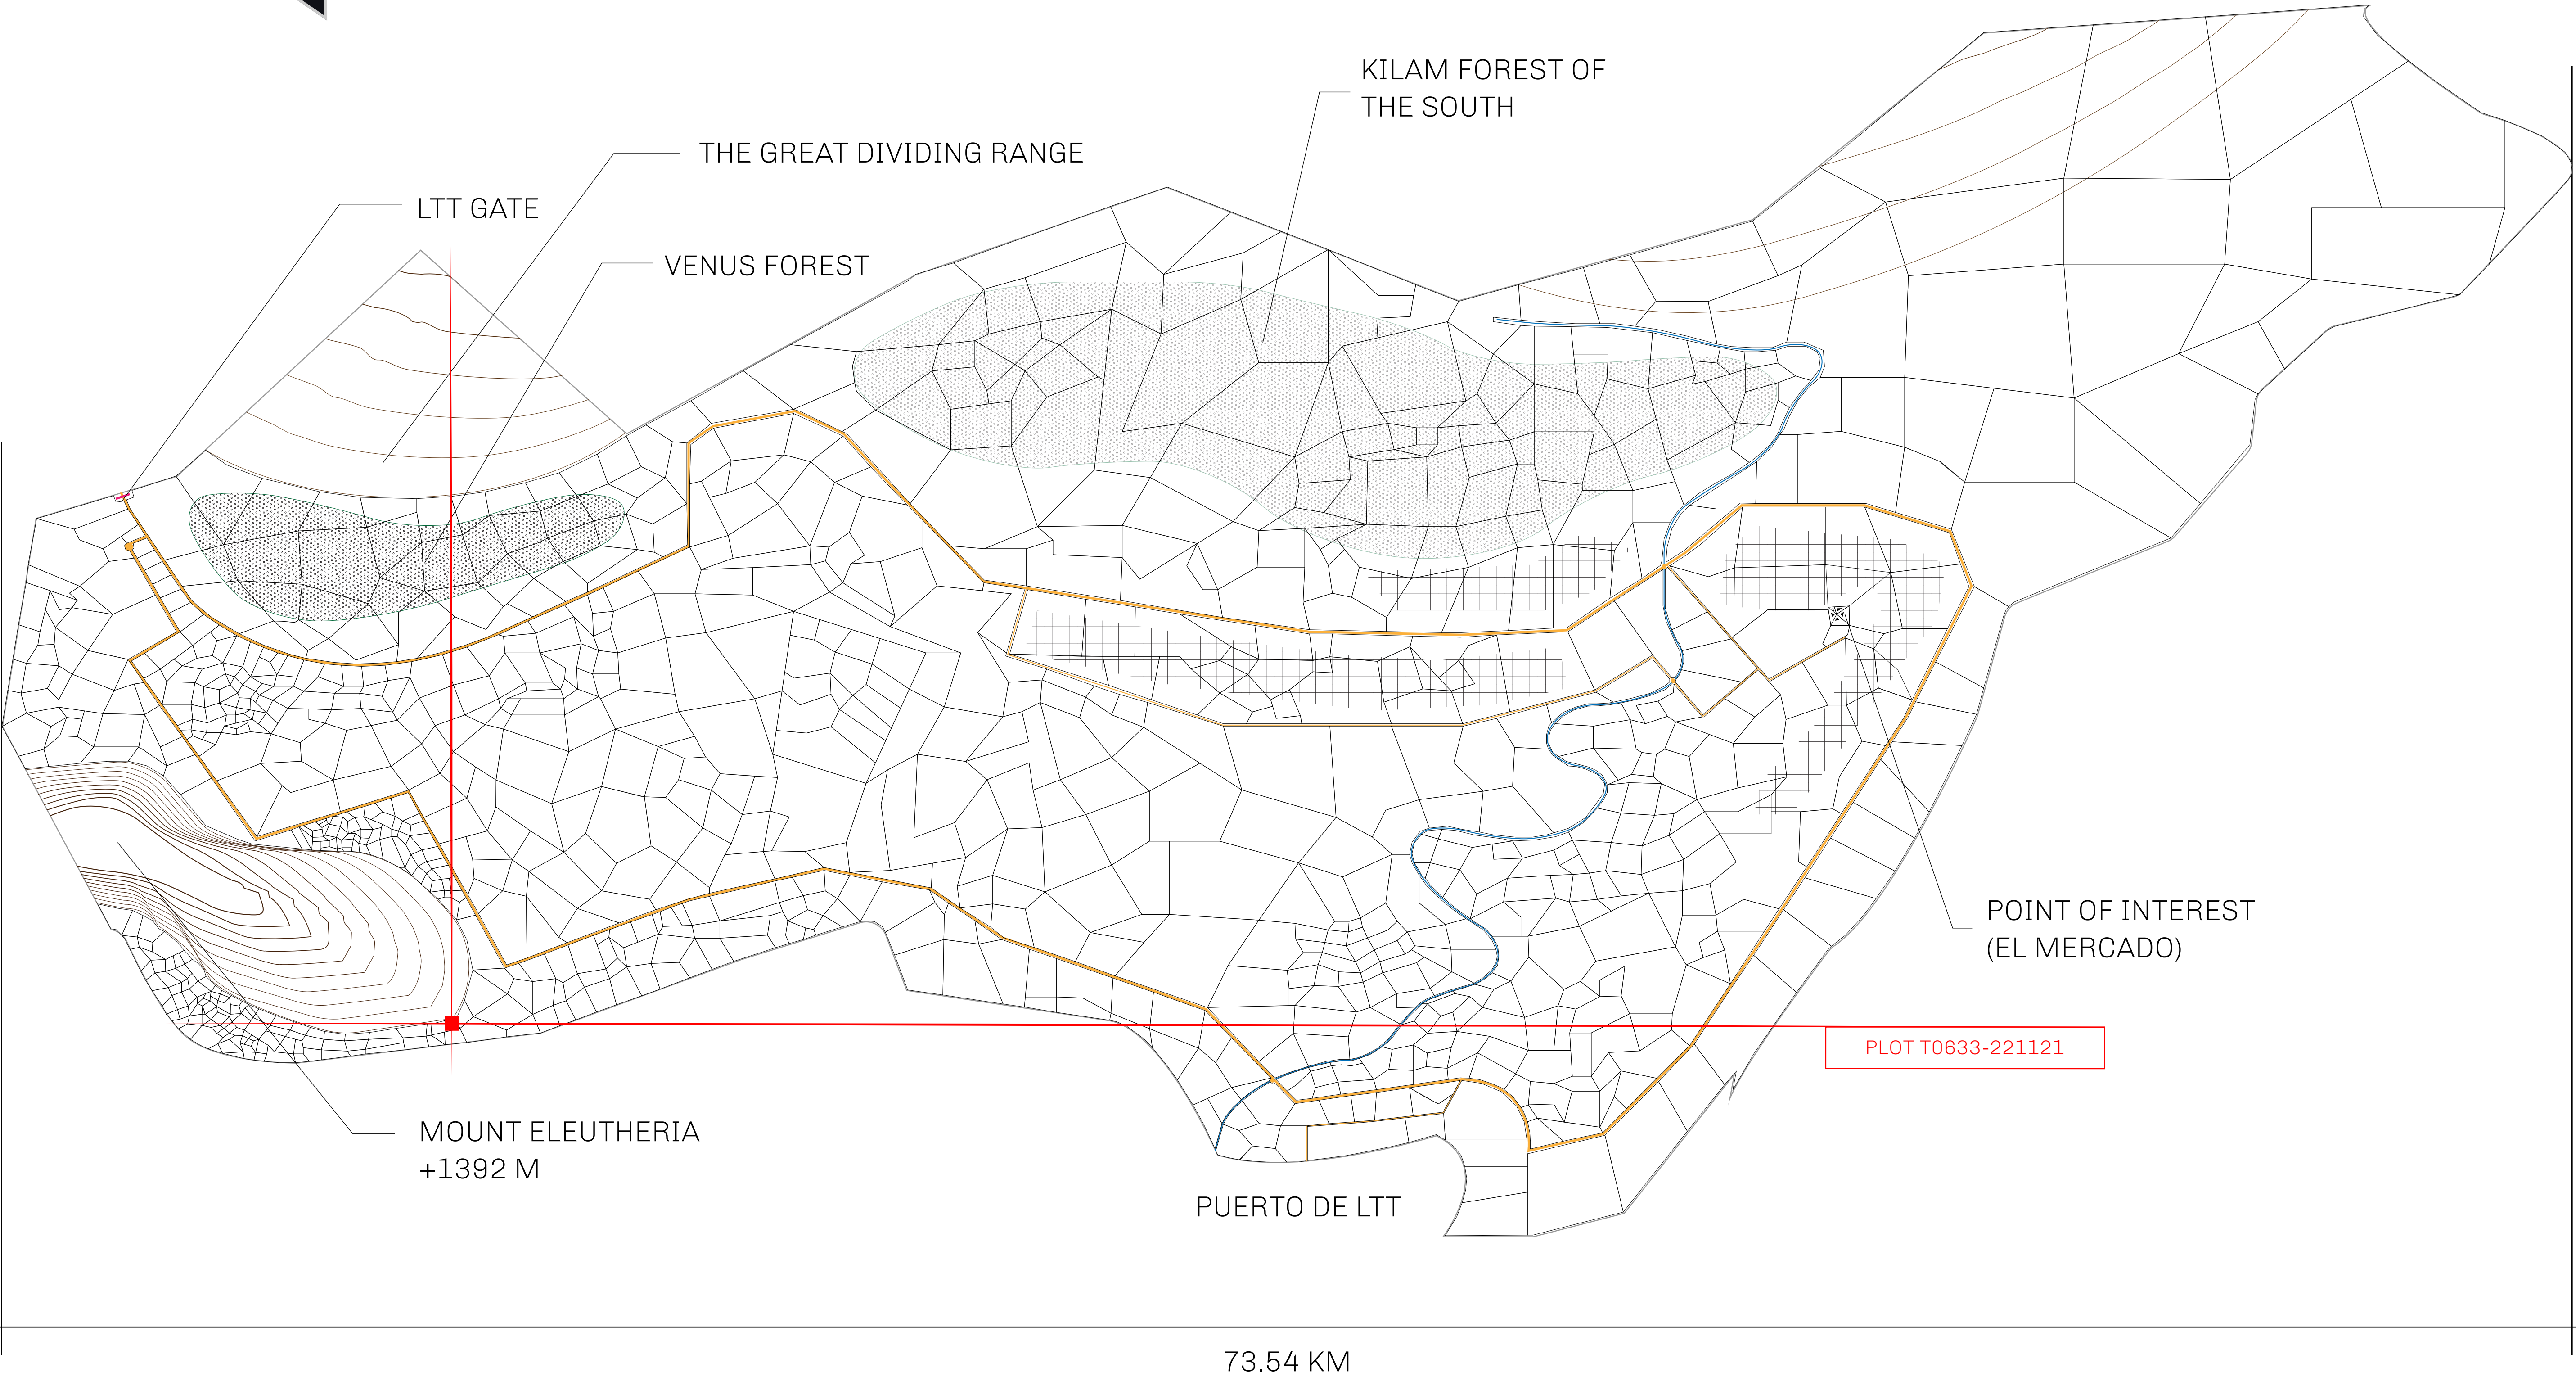 KILAM FOREST OF
THE SOUTH
THE GREAT DIVIDING RANGE
LTT GATE
VENUS FOREST
POINT OF INTEREST
(EL MERCADO)
PLOT T0633-221121
MOUNT ELEUTHERIA
+1392 M
PUERTO DE LTT
73.54 KM